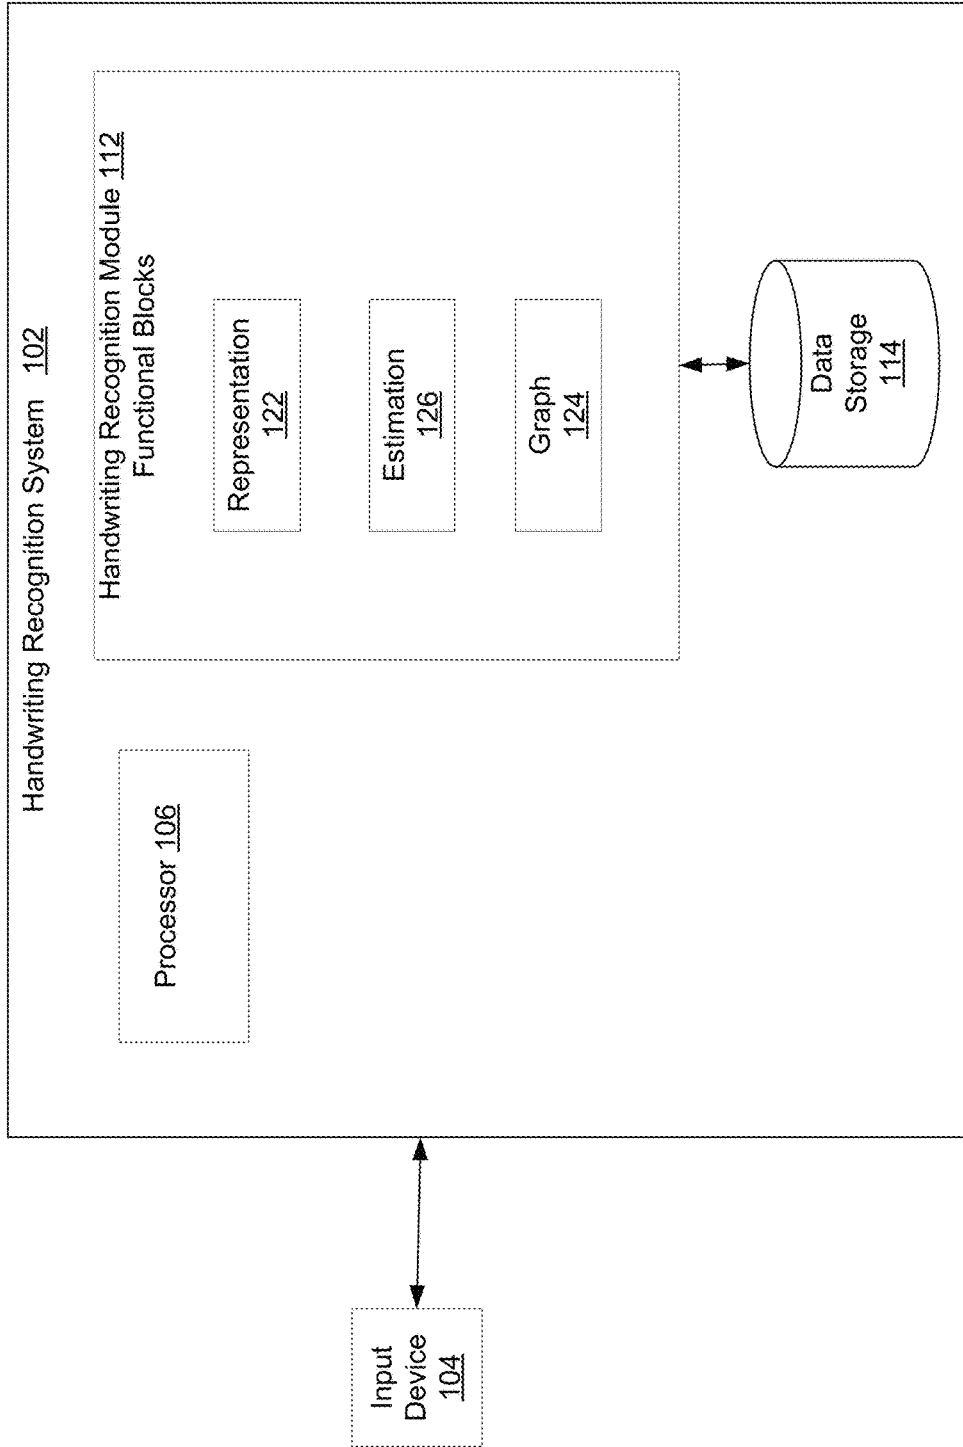 Handwriting Recognition System 102
Input
Device
104
Processor 106
Handwriting Recognition Module 112
Functional Blocks
Representation
122
Estimation
126
Graph
124
Data
Storage
114